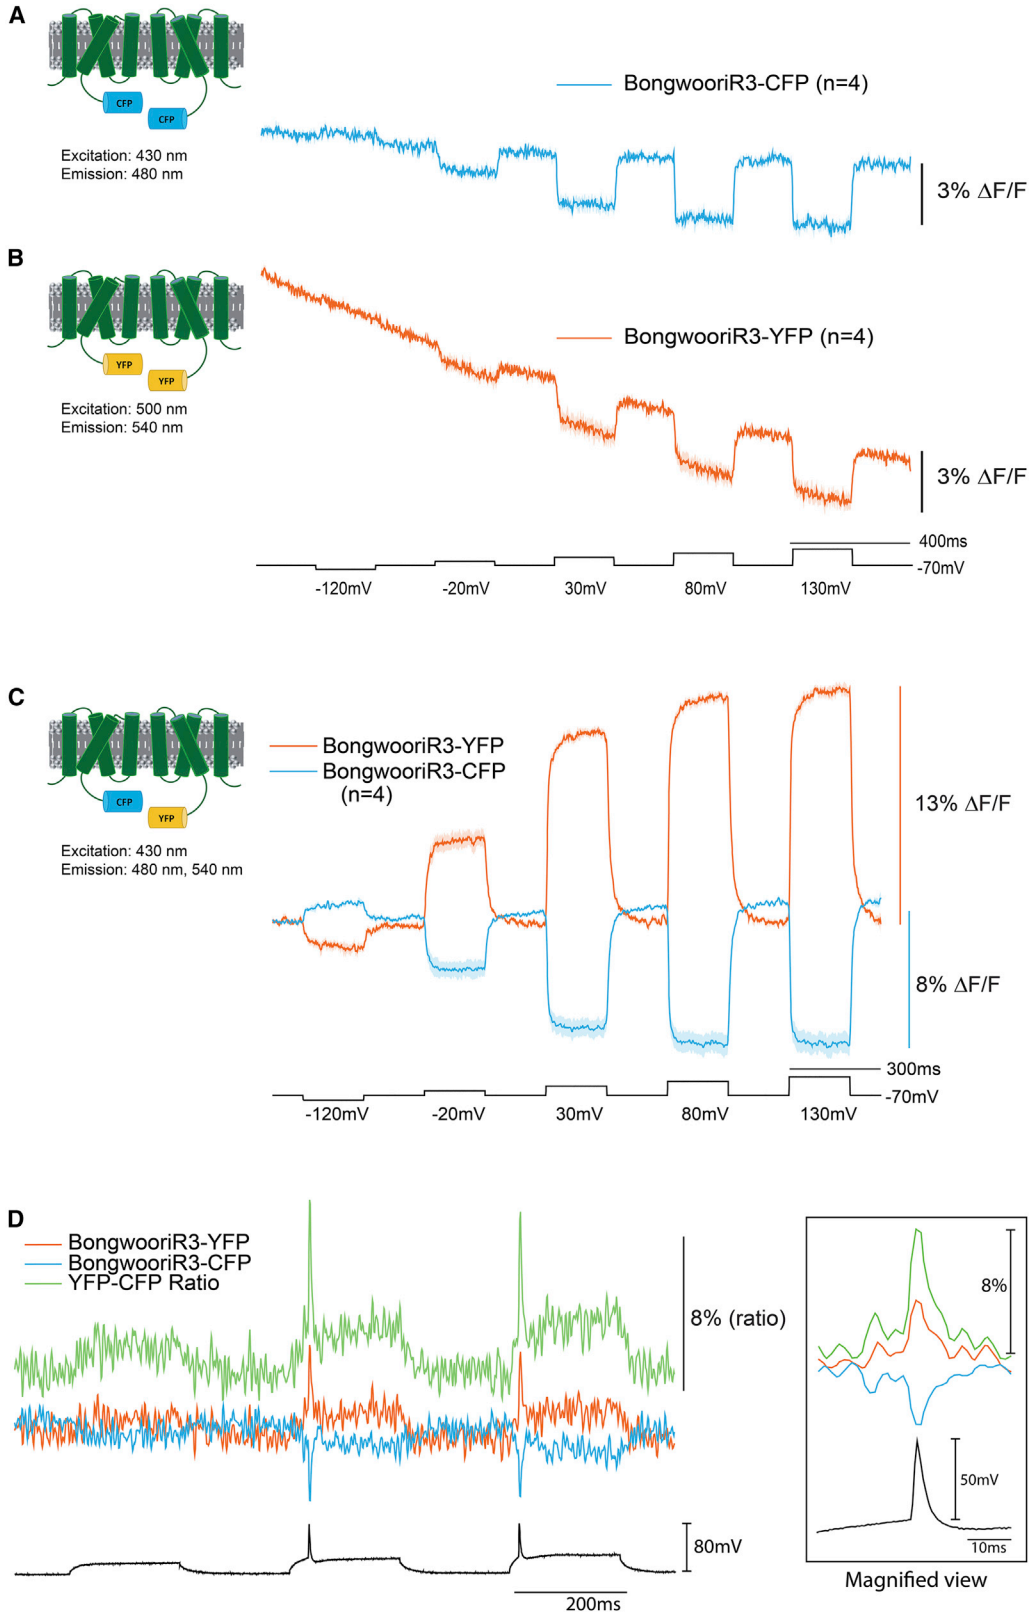 A
CFP
CFP
Excitation: 430 nm
Emission: 480 nm
BongwooriR3-CFP (n=4)
3% ΔF/F
B
YFP
YFP
Excitation: 500 nm
Emission: 540 nm
BongwooriR3-YFP (n=4)
3% ΔF/F
400ms
-70mV
-120mV
-20mV
30mV
80mV
130mV
C
CFP
YFP
Excitation: 430 nm
Emission: 480 nm, 540 nm
BongwooriR3-YFP
BongwooriR3-CFP
(n=4)
13% ΔF/F
8% ΔF/F
300ms
-70mV
-120mV
-20mV
30mV
80mV
130mV
D
BongwooriR3-YFP
BongwooriR3-CFP
YFP-CFP Ratio
8% (ratio)
80mV
200ms
8%
50mV
10ms
Magnified view